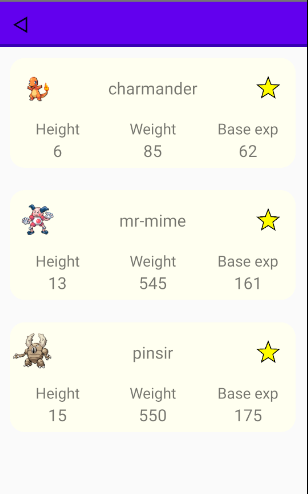 charmander
Height Weight Base exp
6 85 62
mr-mime
Height Weight Base exp
13 545 161
pinsir
Height Weight Base exp
15 550 175